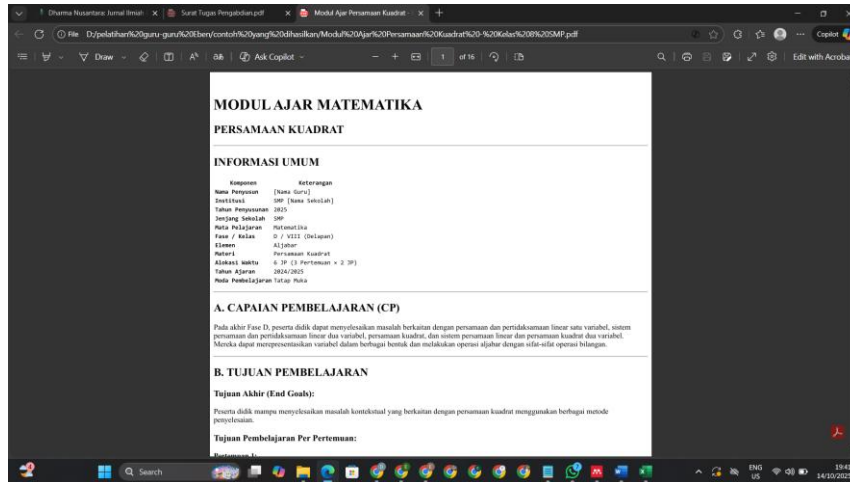 Dharma Nusantara: Jurnal Ilmiah
Surat Tugas Pengabdian.pdf
Modul Ajar Persamaan Kuadrat -
File
D:/pelatihan%20guru-guru%20Eben/contoh%20yang%20dihasilkan/Modul%20Ajar%20Persamaan%20Kuadrat%20-%20Kelas%208%20SMP.pdf
Copilot
Draw
Ask Copilot
1 of 16
Edit with Acroba
MODUL AJAR MATEMATIKA
PERSAMAAN KUADRAT
INFORMASI UMUM
Komponen Keterangan
Nama Penyusun [Nama Guru]
Institusi SMP [Nama Sekolah]
Tahun Penyusunan 2025
Jenjang Sekolah SMP
Mata Pelajaran Matematika
Fase / Kelas D / VIII (Delapan)
Elemen Aljabar
Materi Persamaan Kuadrat
Alokasi Waktu 6 JP (3 Pertemuan × 2 JP)
Tahun Ajaran 2024/2025
Moda Pembelajaran Tatap Muka
A. CAPAIAN PEMBELAJARAN (CP)
Pada akhir Fase D, peserta didik dapat menyelesaikan masalah berkaitan dengan persamaan dan pertidaksamaan linear satu variabel, sistem
persamaan dan pertidaksamaan linear dua variabel, persamaan kuadrat, dan sistem persamaan linear dan persamaan kuadrat dua variabel.
Mereka dapat merepresentasikan variabel dalam berbagai bentuk dan melakukan operasi aljabar dengan sifat-sifat operasi bilangan.
B. TUJUAN PEMBELAJARAN
Tujuan Akhir (End Goals):
Peserta didik mampu menyelesaikan masalah kontekstual yang berkaitan dengan persamaan kuadrat menggunakan berbagai metode
penyelesaian.
Tujuan Pembelajaran Per Pertemuan:
Pertemuan 1:
Search
ENG
US
19:41
14/10/2025